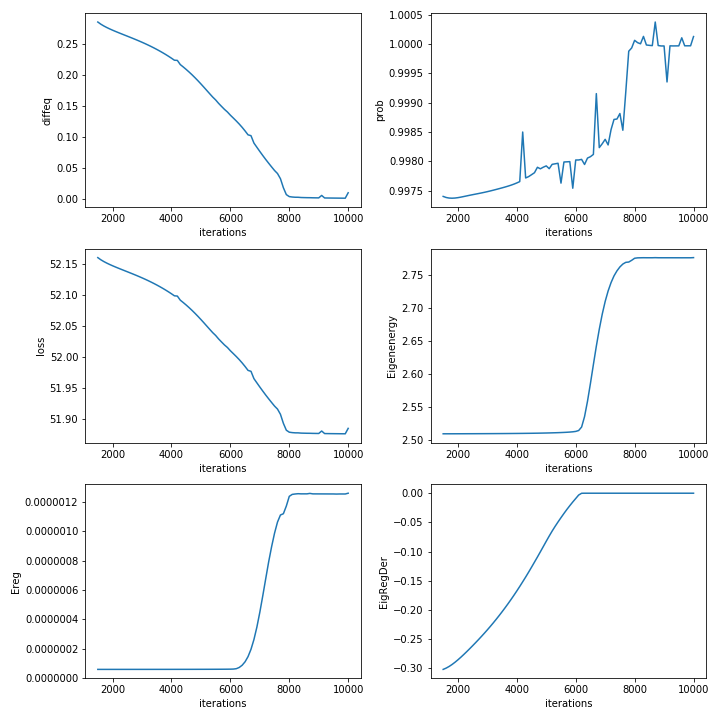 diffeq
0.25
0.20
0.15
0.10
0.05
0.00
2000 4000 6000 8000 10000
iterations
prob
1.0005
1.0000
0.9995
0.9990
0.9985
0.9980
0.9975
2000 4000 6000 8000 10000
iterations
loss
52.15
52.10
52.05
52.00
51.95
51.90
2000 4000 6000 8000 10000
iterations
Eigenenergy
2.75
2.70
2.65
2.60
2.55
2.50
2000 4000 6000 8000 10000
iterations
Ereg
0.0000012
0.0000010
0.0000008
0.0000006
0.0000004
0.0000002
0.0000000
2000 4000 6000 8000 10000
iterations
EigRegDer
0.00
−0.05
−0.10
−0.15
−0.20
−0.25
−0.30
2000 4000 6000 8000 10000
iterations